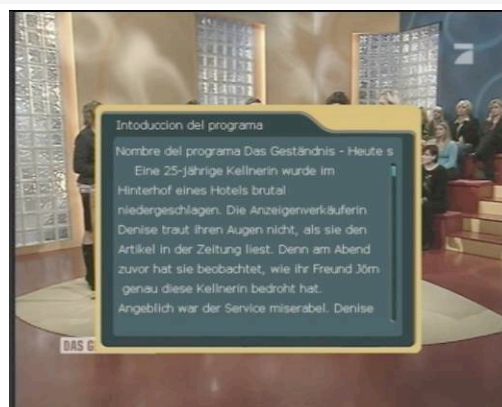 Intoduccion del programa
Nombre del programa Das Geständnis - Heute s
Eine 25-jährige Kellnerin wurde im
Hinterhof eines Hotels brutal
niedergeschlagen. Die Anzeigenverkäuferin
Denise traut ihren Augen nicht, als sie den
Artikel in der Zeitung liest. Denn am Abend
zuvor hat sie beobachtet, wie ihr Freund Jörn
genau diese Kellnerin bedroht hat.
Angeblich war der Service miserabel. Denise
DAS G